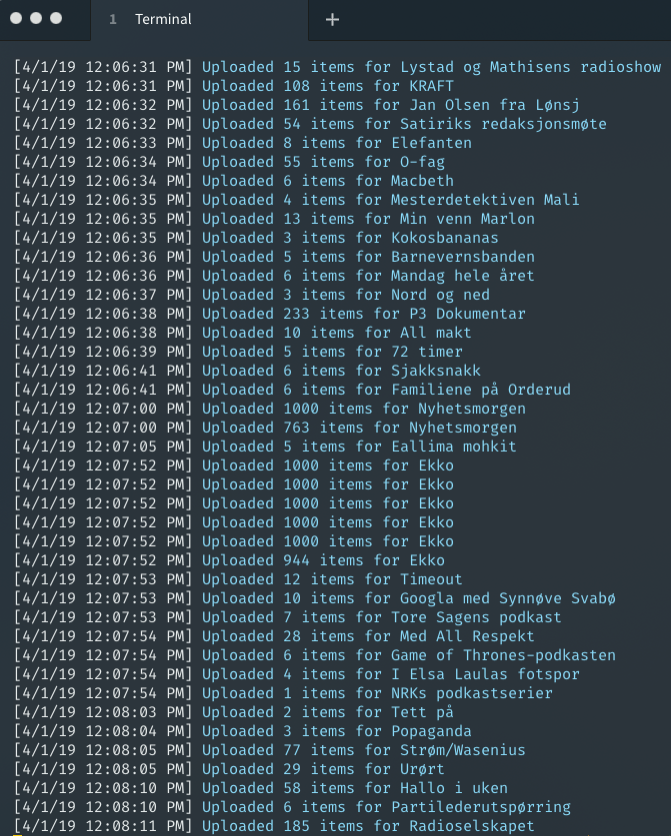 1 Terminal +
[4/1/19 12:06:31 PM] Uploaded 15 items for Lystad og Mathisens radioshow
[4/1/19 12:06:31 PM] Uploaded 108 items for KRAFT
[4/1/19 12:06:32 PM] Uploaded 161 items for Jan Olsen fra Lønsj
[4/1/19 12:06:32 PM] Uploaded 54 items for Satiriks redaksjonsmøte
[4/1/19 12:06:33 PM] Uploaded 8 items for Elefanten
[4/1/19 12:06:34 PM] Uploaded 55 items for O-fag
[4/1/19 12:06:34 PM] Uploaded 6 items for Macbeth
[4/1/19 12:06:35 PM] Uploaded 4 items for Mesterdetektiven Mali
[4/1/19 12:06:35 PM] Uploaded 13 items for Min venn Marlon
[4/1/19 12:06:35 PM] Uploaded 3 items for Kokosbananas
[4/1/19 12:06:36 PM] Uploaded 5 items for Barnevernsbanden
[4/1/19 12:06:36 PM] Uploaded 6 items for Mandag hele året
[4/1/19 12:06:37 PM] Uploaded 3 items for Nord og ned
[4/1/19 12:06:38 PM] Uploaded 233 items for P3 Dokumentar
[4/1/19 12:06:38 PM] Uploaded 10 items for All makt
[4/1/19 12:06:39 PM] Uploaded 5 items for 72 timer
[4/1/19 12:06:41 PM] Uploaded 6 items for Sjakksnakk
[4/1/19 12:06:41 PM] Uploaded 6 items for Familiene på Orderud
[4/1/19 12:07:00 PM] Uploaded 1000 items for Nyhetsmorgen
[4/1/19 12:07:00 PM] Uploaded 763 items for Nyhetsmorgen
[4/1/19 12:07:05 PM] Uploaded 5 items for Eallima mohkit
[4/1/19 12:07:52 PM] Uploaded 1000 items for Ekko
[4/1/19 12:07:52 PM] Uploaded 1000 items for Ekko
[4/1/19 12:07:52 PM] Uploaded 1000 items for Ekko
[4/1/19 12:07:52 PM] Uploaded 1000 items for Ekko
[4/1/19 12:07:52 PM] Uploaded 1000 items for Ekko
[4/1/19 12:07:52 PM] Uploaded 944 items for Ekko
[4/1/19 12:07:53 PM] Uploaded 12 items for Timeout
[4/1/19 12:07:53 PM] Uploaded 10 items for Googla med Synnøve Svabø
[4/1/19 12:07:53 PM] Uploaded 7 items for Tore Sagens podkast
[4/1/19 12:07:54 PM] Uploaded 28 items for Med All Respekt
[4/1/19 12:07:54 PM] Uploaded 6 items for Game of Thrones-podkasten
[4/1/19 12:07:54 PM] Uploaded 4 items for I Elsa Laulas fotspor
[4/1/19 12:07:54 PM] Uploaded 1 items for NRKs podkastserier
[4/1/19 12:08:03 PM] Uploaded 2 items for Tett på
[4/1/19 12:08:04 PM] Uploaded 3 items for Popaganda
[4/1/19 12:08:05 PM] Uploaded 77 items for Strøm/Wasenius
[4/1/19 12:08:05 PM] Uploaded 29 items for Urørt
[4/1/19 12:08:10 PM] Uploaded 58 items for Hallo i uken
[4/1/19 12:08:10 PM] Uploaded 6 items for Partilederutspørring
[4/1/19 12:08:11 PM] Uploaded 185 items for Radioselskapet